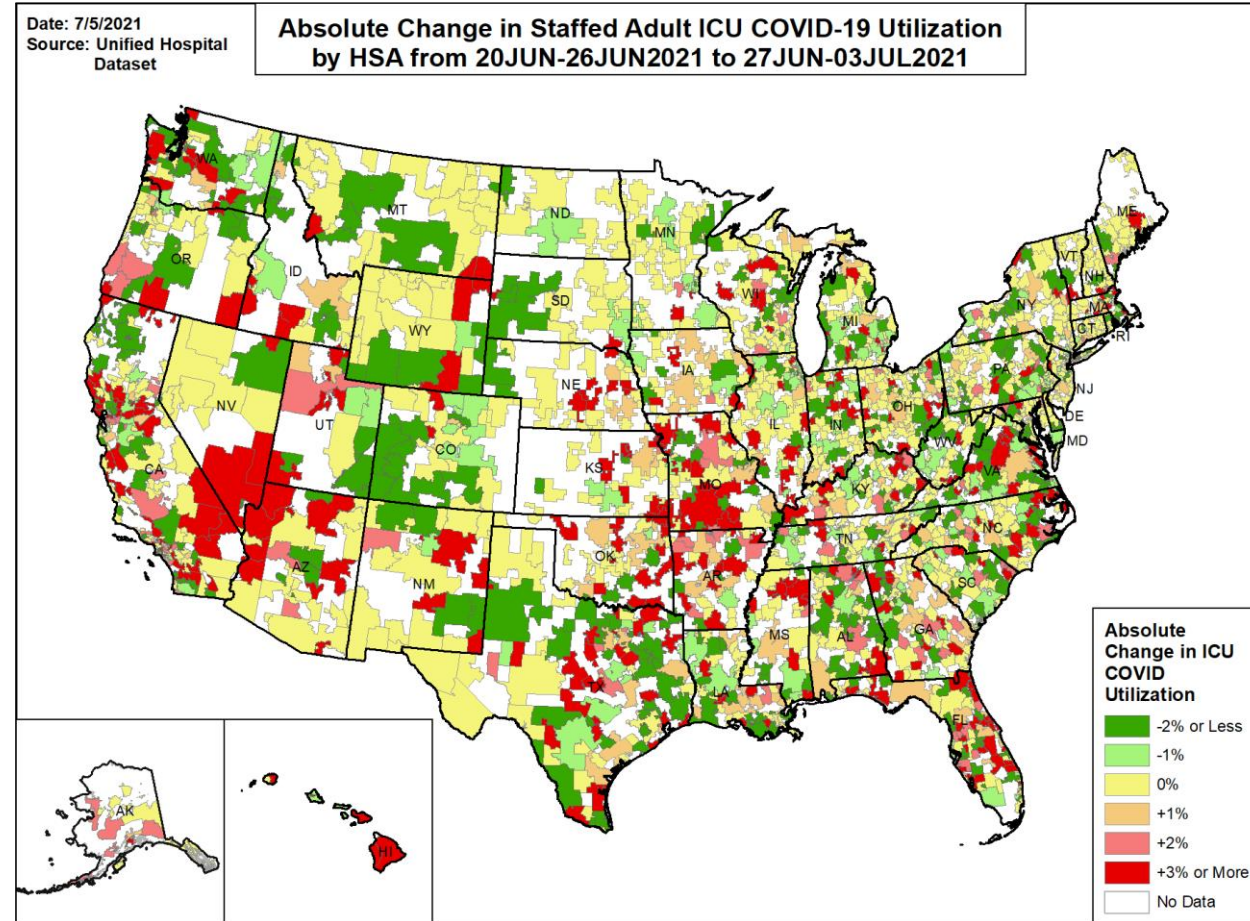 Date: 7/5/2021
Source: Unified Hospital
Dataset
Absolute Change in Staffed Adult ICU COVID-19 Utilization
by HSA from 20JUN-26JUN2021 to 27JUN-03JUL2021
WA
MT
ND
MN
ME
OR
ID
SD
WI
MI
VT
NH
NY
MA
CT
RI
WY
NE
IA
PA
NJ
NV
UT
CO
IL
IN
OH
WV
DE
MD
VA
CA
KS
MO
KY
NC
AZ
NM
OK
AR
TN
SC
TX
LA
MS
AL
GA
FL
AK
HI
Absolute
Change in ICU
COVID
Utilization
-2% or Less
-1%
0%
+1%
+2%
+3% or More
No Data